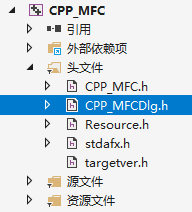 CPP_MFC
引用
外部依赖项
头文件
CPP_MFC.h
CPP_MFCDlg.h
Resource.h
stdafx.h
targetver.h
源文件
资源文件